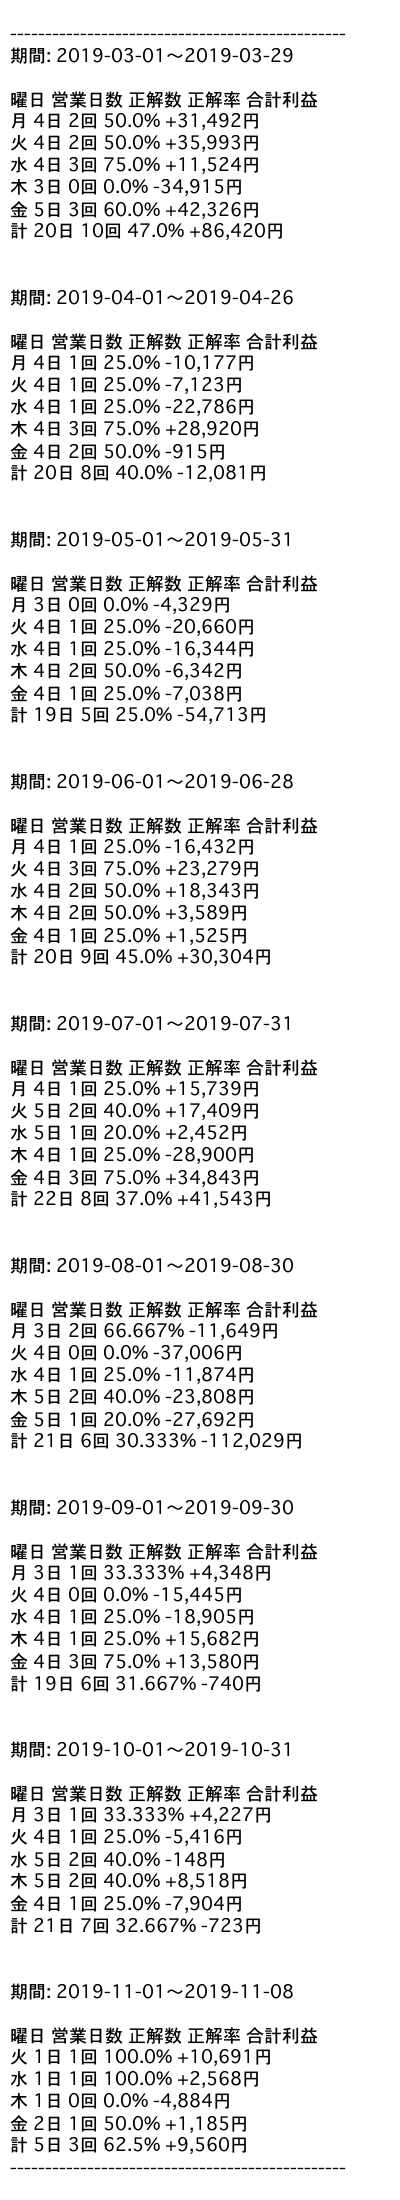 ------------------------------------------------
期間: 2019-03-01〜2019-03-29
曜日 営業日数 正解数 正解率 合計利益
月 4日 2回 50.0% +31,492円
火 4日 2回 50.0% +35,993円
水 4日 3回 75.0% +11,524円
木 3日 0回 0.0% -34,915円
金 5日 3回 60.0% +42,326円
計 20日 10回 47.0% +86,420円
期間: 2019-04-01〜2019-04-26
曜日 営業日数 正解数 正解率 合計利益
月 4日 1回 25.0% -10,177円
火 4日 1回 25.0% -7,123円
水 4日 1回 25.0% -22,786円
木 4日 3回 75.0% +28,920円
金 4日 2回 50.0% -915円
計 20日 8回 40.0% -12,081円
期間: 2019-05-01〜2019-05-31
曜日 営業日数 正解数 正解率 合計利益
月 3日 0回 0.0% -4,329円
火 4日 1回 25.0% -20,660円
水 4日 1回 25.0% -16,344円
木 4日 2回 50.0% -6,342円
金 4日 1回 25.0% -7,038円
計 19日 5回 25.0% -54,713円
期間: 2019-06-01〜2019-06-28
曜日 営業日数 正解数 正解率 合計利益
月 4日 1回 25.0% -16,432円
火 4日 3回 75.0% +23,279円
水 4日 2回 50.0% +18,343円
木 4日 2回 50.0% +3,589円
金 4日 1回 25.0% +1,525円
計 20日 9回 45.0% +30,304円
期間: 2019-07-01〜2019-07-31
曜日 営業日数 正解数 正解率 合計利益
月 4日 1回 25.0% +15,739円
火 5日 2回 40.0% +17,409円
水 5日 1回 20.0% +2,452円
木 4日 1回 25.0% -28,900円
金 4日 3回 75.0% +34,843円
計 22日 8回 37.0% +41,543円
期間: 2019-08-01〜2019-08-30
曜日 営業日数 正解数 正解率 合計利益
月 3日 2回 66.667% -11,649円
火 4日 0回 0.0% -37,006円
水 4日 1回 25.0% -11,874円
木 5日 2回 40.0% -23,808円
金 5日 1回 20.0% -27,692円
計 21日 6回 30.333% -112,029円
期間: 2019-09-01〜2019-09-30
曜日 営業日数 正解数 正解率 合計利益
月 3日 1回 33.333% +4,348円
火 4日 0回 0.0% -15,445円
水 4日 1回 25.0% -18,905円
木 4日 1回 25.0% +15,682円
金 4日 3回 75.0% +13,580円
計 19日 6回 31.667% -740円
期間: 2019-10-01〜2019-10-31
曜日 営業日数 正解数 正解率 合計利益
月 3日 1回 33.333% +4,227円
火 4日 1回 25.0% -5,416円
水 5日 2回 40.0% -148円
木 5日 2回 40.0% +8,518円
金 4日 1回 25.0% -7,904円
計 21日 7回 32.667% -723円
期間: 2019-11-01〜2019-11-08
曜日 営業日数 正解数 正解率 合計利益
火 1日 1回 100.0% +10,691円
水 1日 1回 100.0% +2,568円
木 1日 0回 0.0% -4,884円
金 2日 1回 50.0% +1,185円
計 5日 3回 62.5% +9,560円
------------------------------------------------